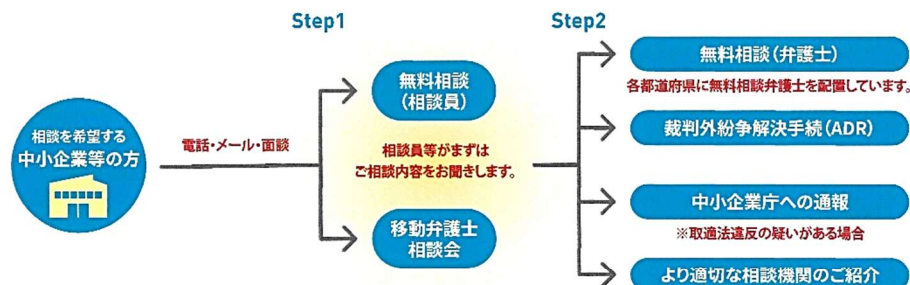 Step1
Step2
相談を希望する
中小企業等の方
電話・メール・面談
無料相談
(相談員)
相談員等がまずは
ご相談内容をお聞きします。
移動弁護士
相談会
無料相談(弁護士)
各都道府県に無料相談弁護士を配置しています。
裁判外紛争解決手続(ADR)
中小企業庁への通報
※取適法違反の疑いがある場合
より適切な相談機関のご紹介